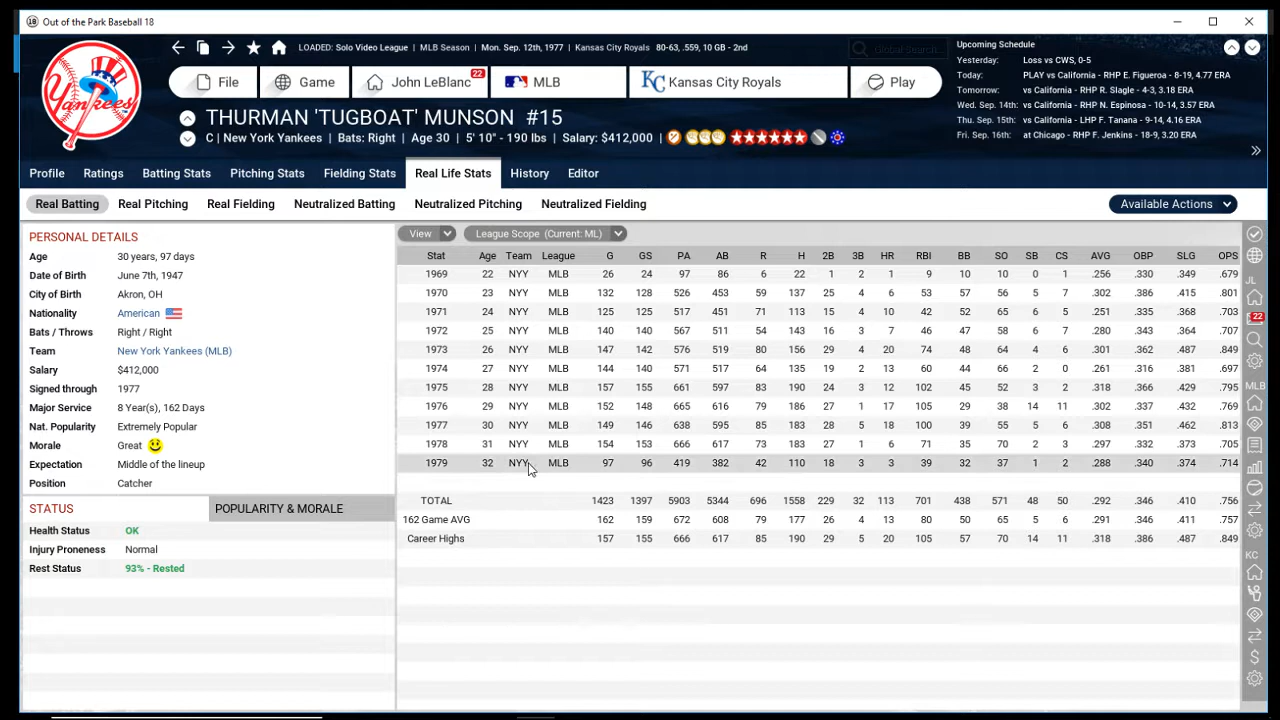 18 Out of the Park Baseball 18
LOADED: Solo Video League | MLB Season | Mon. Sep. 12th, 1977 | Kansas City Royals 80-63, .559, 10 GB - 2nd
Global Search...
File Game John LeBlanc 22 MLB KC Kansas City Royals Play
Yankees
THURMAN 'TUGBOAT' MUNSON #15
C | New York Yankees | Bats: Right | Age 30 | 5' 10" - 190 lbs | Salary: $412,000
Upcoming Schedule
Yesterday: Loss vs CWS, 0-5
Today: PLAY vs California - RHP E. Figueroa - 8-19, 4.77 ERA
Tomorrow: vs California - RHP R. Slagle - 4-3, 3.18 ERA
Wed. Sep. 14th: vs California - RHP N. Espinosa - 10-14, 3.57 ERA
Thu. Sep. 15th: vs California - LHP F. Tanana - 9-14, 4.16 ERA
Fri. Sep. 16th: at Chicago - RHP F. Jenkins - 18-9, 3.20 ERA
Profile Ratings Batting Stats Pitching Stats Fielding Stats Real Life Stats History Editor
Real Batting Real Pitching Real Fielding Neutralized Batting Neutralized Pitching Neutralized Fielding Available Actions
PERSONAL DETAILS
Age 30 years, 97 days
Date of Birth June 7th, 1947
City of Birth Akron, OH
Nationality American
Bats / Throws Right / Right
Team New York Yankees (MLB)
Salary $412,000
Signed through 1977
Major Service 8 Year(s), 162 Days
Nat. Popularity Extremely Popular
Morale Great
Expectation Middle of the lineup
Position Catcher
STATUS POPULARITY & MORALE
Health Status OK
Injury Proneness Normal
Rest Status 93% - Rested
View League Scope (Current: ML)
Stat Age Team League G GS PA AB R H 2B 3B HR RBI BB SO SB CS AVG OBP SLG OPS
1969 22 NYY MLB 26 24 97 86 6 22 1 2 1 9 10 10 0 1 .256 .330 .349 .679
1970 23 NYY MLB 132 128 526 453 59 137 25 4 6 53 57 56 5 7 .302 .386 .415 .801
1971 24 NYY MLB 125 125 517 451 71 113 15 4 10 42 52 65 6 5 .251 .335 .368 .703
1972 25 NYY MLB 140 140 567 511 54 143 16 3 7 46 47 58 6 7 .280 .343 .364 .707
1973 26 NYY MLB 147 142 576 519 80 156 29 4 20 74 48 64 4 6 .301 .362 .487 .849
1974 27 NYY MLB 144 140 571 517 64 135 19 2 13 60 44 66 2 0 .261 .316 .381 .697
1975 28 NYY MLB 157 155 661 597 83 190 24 3 12 102 45 52 3 2 .318 .366 .429 .795
1976 29 NYY MLB 152 148 665 616 79 186 27 1 17 105 29 38 14 11 .302 .337 .432 .769
1977 30 NYY MLB 149 146 638 595 85 183 28 5 18 100 39 55 5 6 .308 .351 .462 .813
1978 31 NYY MLB 154 153 666 617 73 183 27 1 6 71 35 70 2 3 .297 .332 .373 .705
1979 32 NYY MLB 97 96 419 382 42 110 18 3 3 39 32 37 1 2 .288 .340 .374 .714
TOTAL 1423 1397 5903 5344 696 1558 229 32 113 701 438 571 48 50 .292 .346 .410 .756
162 Game AVG 162 159 672 608 79 177 26 4 13 80 50 65 5 6 .291 .346 .411 .757
Career Highs 157 155 666 617 85 190 29 5 20 105 57 70 14 11 .318 .386 .487 .849
JL
22
MLB
KC